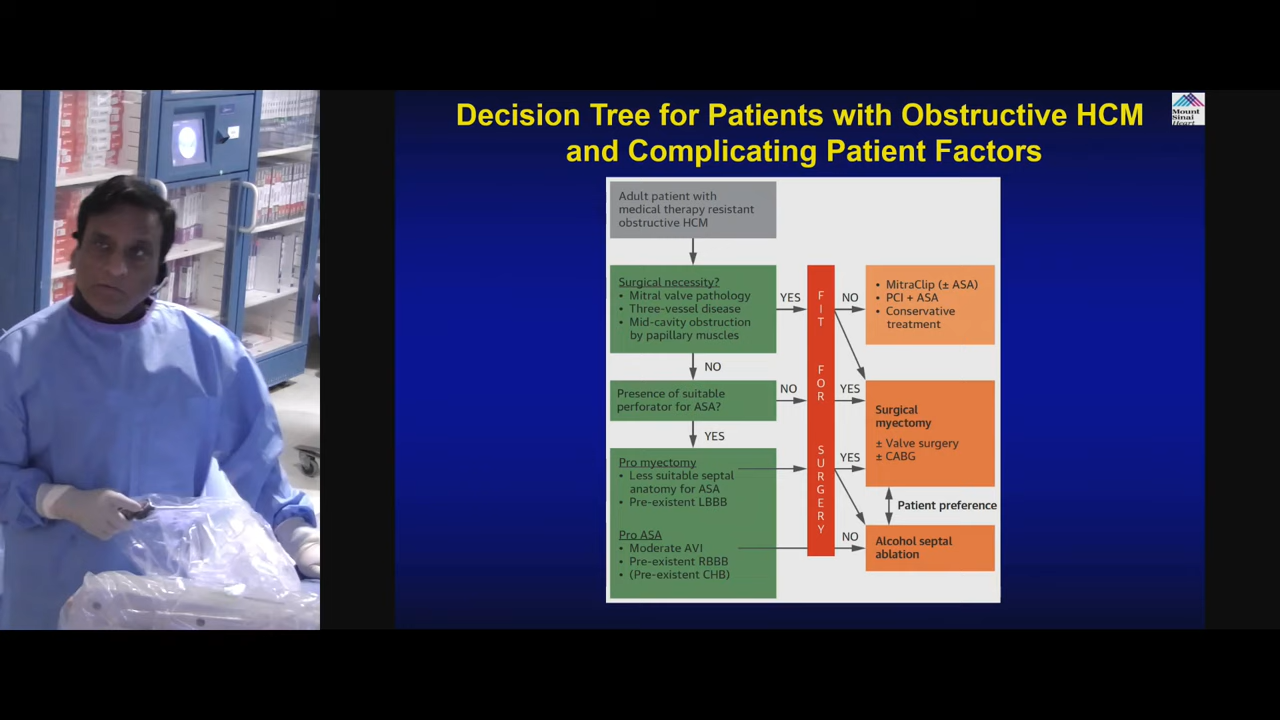 Decision Tree for Patients with Obstructive HCM
and Complicating Patient Factors
Mount
Sinai
Heart
Adult patient with
medical therapy resistant
obstructive HCM
Surgical necessity?
• Mitral valve pathology
• Three-vessel disease
• Mid-cavity obstruction
by papillary muscles
YES
NO
• MitraClip (± ASA)
• PCI + ASA
• Conservative
treatment
NO
Presence of suitable
perforator for ASA?
NO
YES
Surgical
myectomy
± Valve surgery
± CABG
YES
Pro myectomy
• Less suitable septal
anatomy for ASA
• Pre-existent LBBB
YES
Patient preference
Pro ASA
• Moderate AVI
• Pre-existent RBBB
• (Pre-existent CHB)
NO
Alcohol septal
ablation
FIT
FOR
SURGERY